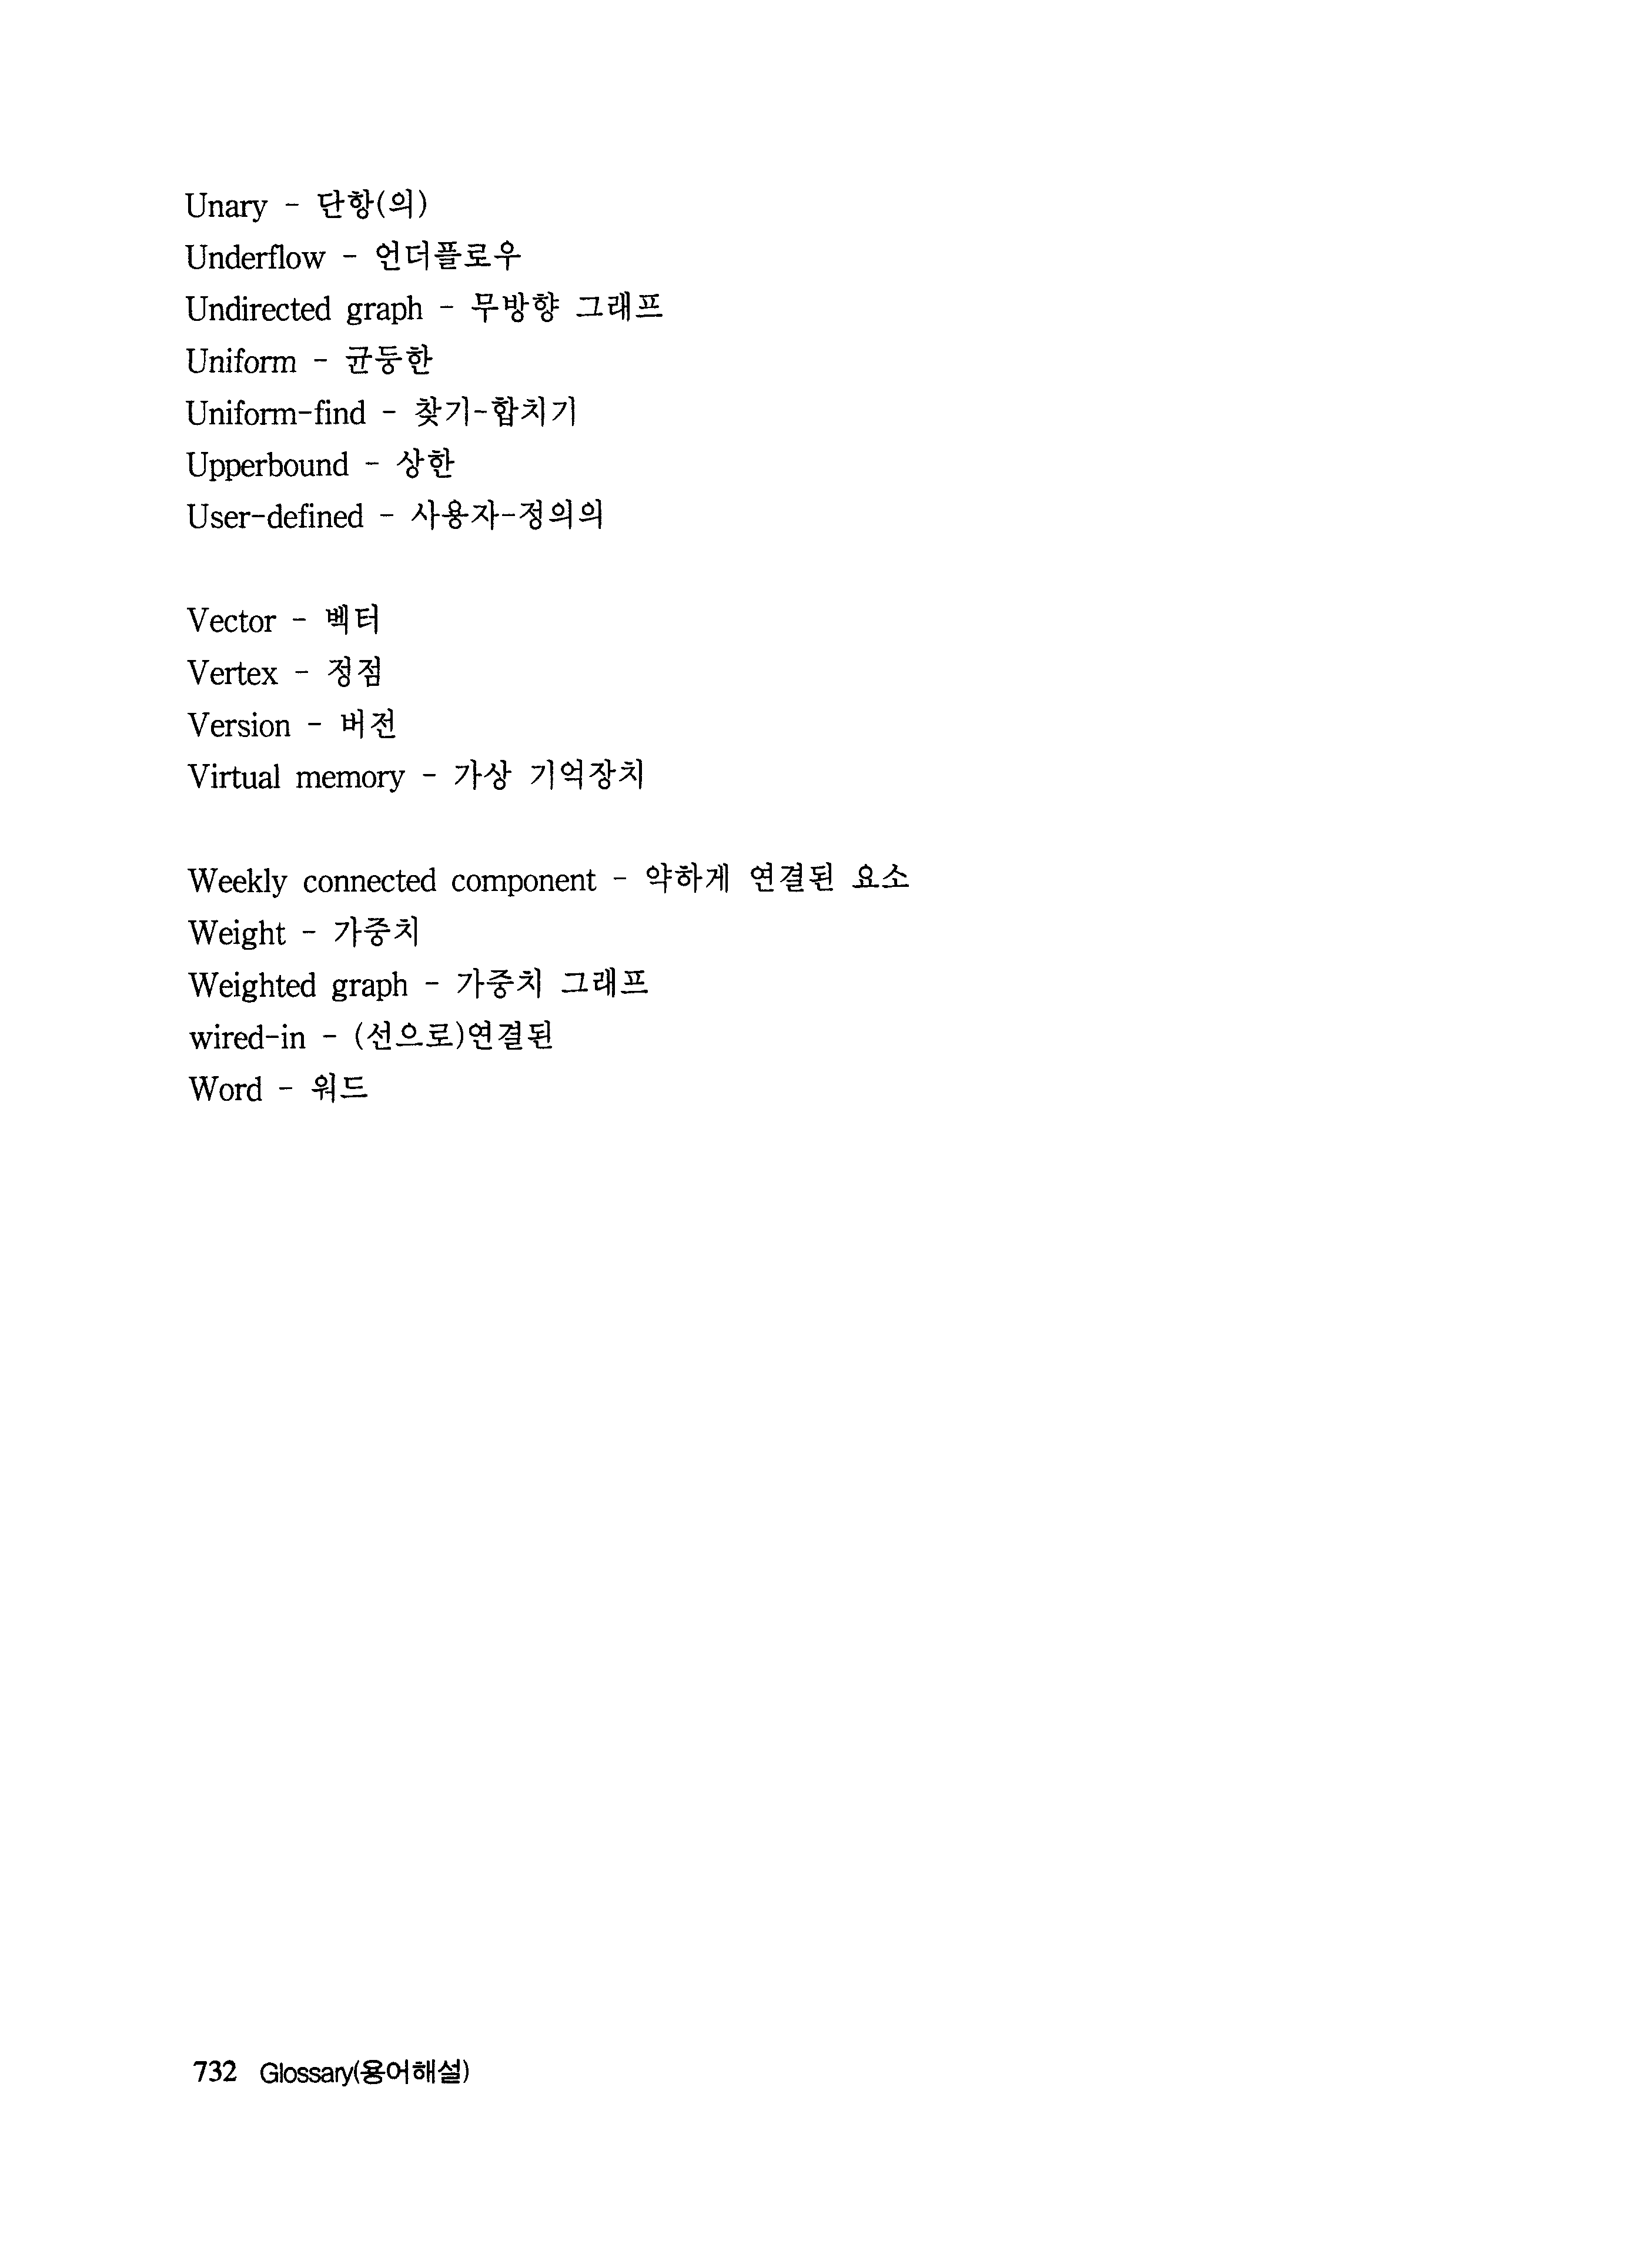 Unary - 단항(의)
Underflow - 언더플로우
Undirected graph - 무방향 그래프
Uniform - 균둥한
Uniform-find - 찾기-합치기
Upperbound - 상한
User-defined - 사용자-정의의
Vector - 벡터
Vertex - 정점
Version - 버전
Virtual memory - 가상 기억장치
Weekly connected component - 약하게 연결된 요소
Weight - 가중치
Weighted graph - 가중치 그래프
wired-in - (선으로)연결된
Word - 워드
732 Glossary(용어해설)